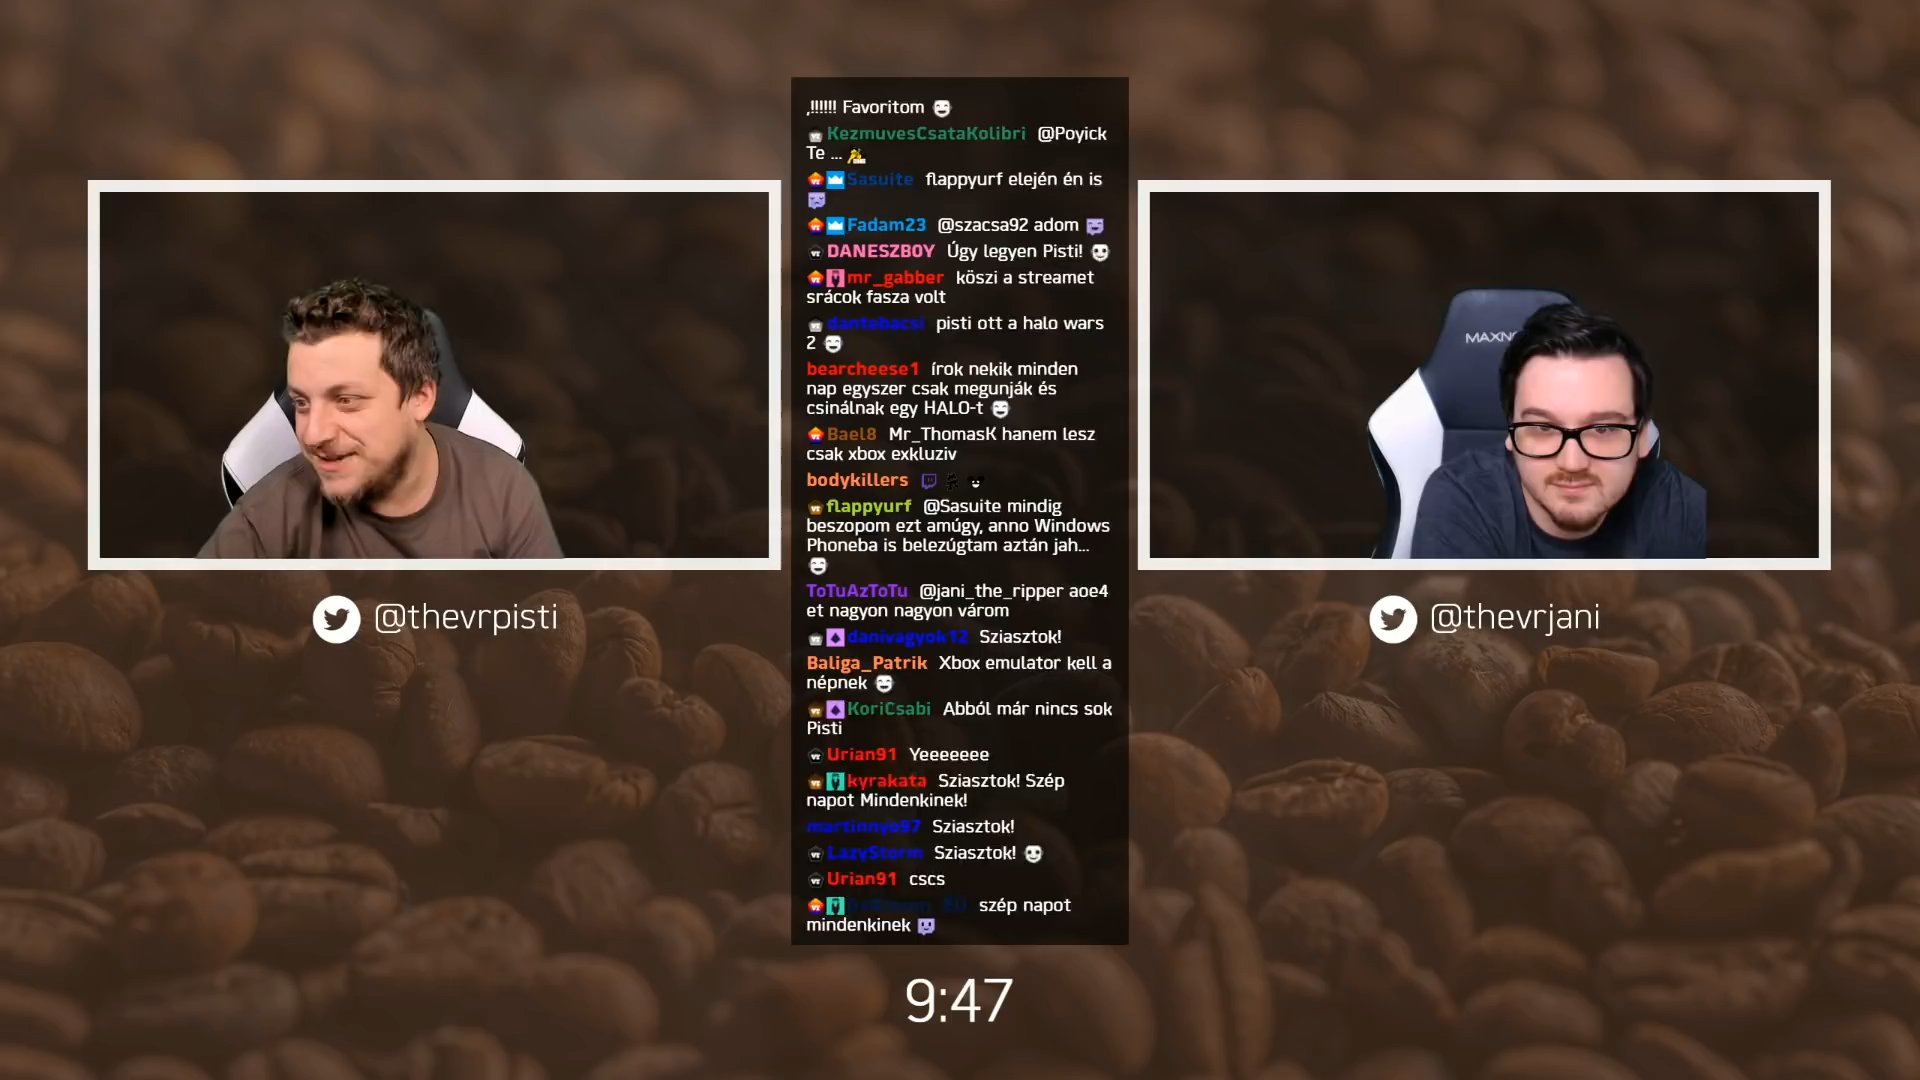 ,!!!!!! Favoritom
KezmuvesCsataKolibri @Poyick
Te ...
Sasuite flappyurf elején én is
Fadam23 @szacsa92 adom
DANESZB0Y Úgy legyen Pisti!
mr_gabber köszi a streamet
srácok fasza volt
dantebacsi pisti ott a halo wars
2
bearcheese1 írok nekik minden
nap egyszer csak megunják és
csinálnak egy HALO-t
Bael8 Mr_ThomasK hanem lesz
csak xbox exkluziv
bodykillers
flappyurf @Sasuite mindig
beszopom ezt amúgy, anno Windows
Phoneba is belezúgtam aztán jah...
ToTuAzToTu @jani_the_ripper aoe4
et nagyon nagyon várom
danivagyok12 Sziasztok!
Baliga_Patrik Xbox emulator kell a
népnek
KoriCsabi Abból már nincs sok
Pisti
Urian91 Yeeeeeee
kyrakata Sziasztok! Szép
napot Mindenkinek!
martinnyo97 Sziasztok!
LazyStorm Sziasztok!
Urian91 cscs
szép napot
mindenkinek
MAXN
@thevrpisti
@thevrjani
9:47